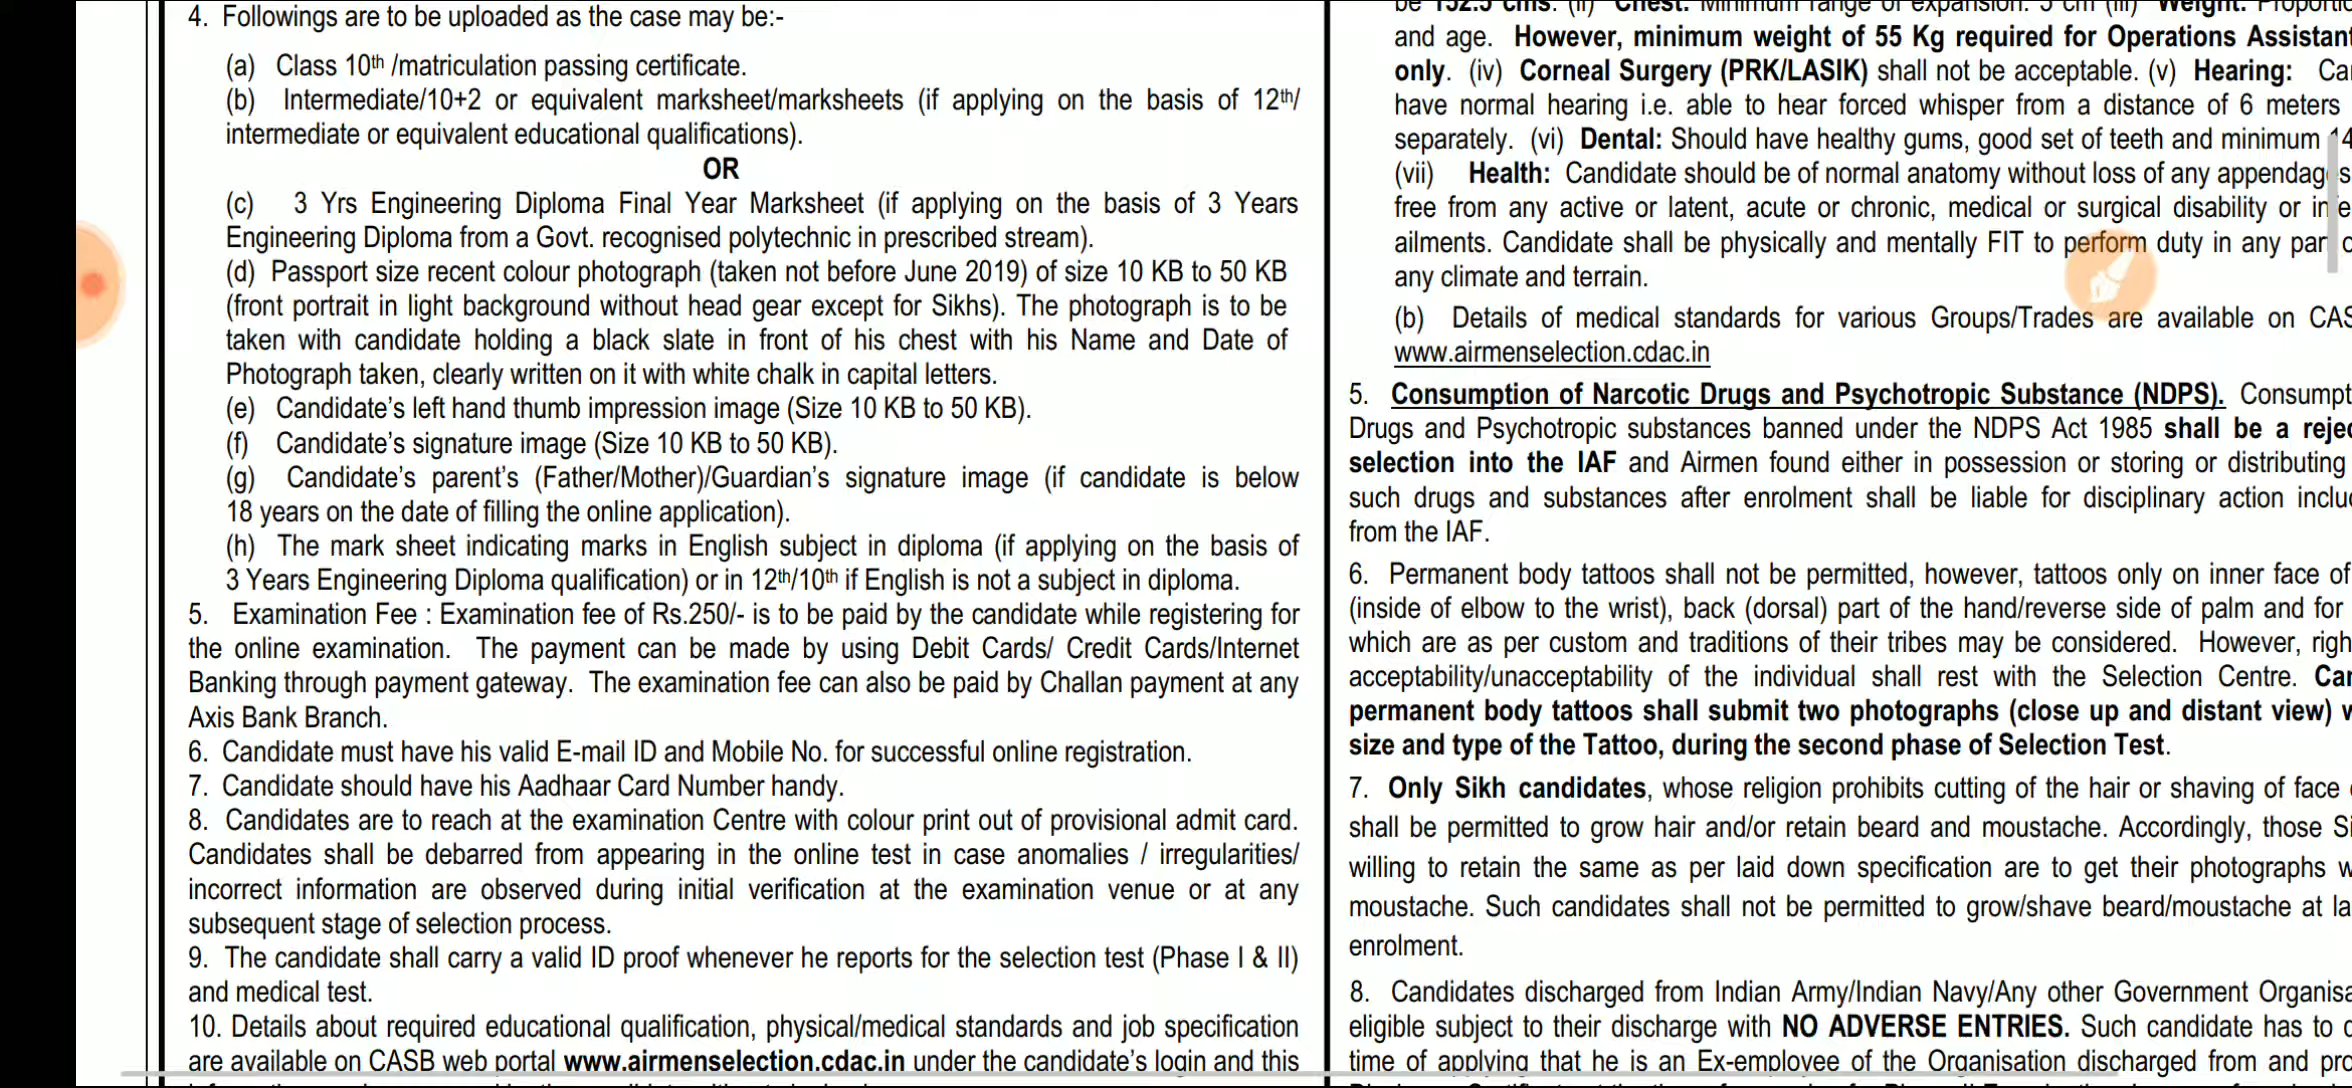 4. Followings are to be uploaded as the case may be:-
(a) Class 10th /matriculation passing certificate.
(b) Intermediate/10+2 or equivalent marksheet/marksheets (if applying on the basis of 12th/
intermediate or equivalent educational qualifications).
OR
(c) 3 Yrs Engineering Diploma Final Year Marksheet (if applying on the basis of 3 Years
Engineering Diploma from a Govt. recognised polytechnic in prescribed stream).
(d) Passport size recent colour photograph (taken not before June 2019) of size 10 KB to 50 KB
(front portrait in light background without head gear except for Sikhs). The photograph is to be
taken with candidate holding a black slate in front of his chest with his Name and Date of
Photograph taken, clearly written on it with white chalk in capital letters.
(e) Candidate's left hand thumb impression image (Size 10 KB to 50 KB).
(f) Candidate's signature image (Size 10 KB to 50 KB).
(g) Candidate's parent's (Father/Mother)/Guardian's signature image (if candidate is below
18 years on the date of filling the online application).
(h) The mark sheet indicating marks in English subject in diploma (if applying on the basis of
3 Years Engineering Diploma qualification) or in 12th/10th if English is not a subject in diploma.
5. Examination Fee : Examination fee of Rs.250/- is to be paid by the candidate while registering for
the online examination. The payment can be made by using Debit Cards/ Credit Cards/Internet
Banking through payment gateway. The examination fee can also be paid by Challan payment at any
Axis Bank Branch.
6. Candidate must have his valid E-mail ID and Mobile No. for successful online registration.
7. Candidate should have his Aadhaar Card Number handy.
8. Candidates are to reach at the examination Centre with colour print out of provisional admit card.
Candidates shall be debarred from appearing in the online test in case anomalies / irregularities/
incorrect information are observed during initial verification at the examination venue or at any
subsequent stage of selection process.
9. The candidate shall carry a valid ID proof whenever he reports for the selection test (Phase I & II)
and medical test.
10. Details about required educational qualification, physical/medical standards and job specification
are available on CASB web portal www.airmenselection.cdac.in under the candidate's login and this
be 152.5 cms. (ii) Chest: Minimum range of expansion: 5 cm (iii) Weight:
and age. However, minimum weight of 55 Kg required for Operations Assistant
only. (iv) Corneal Surgery (PRK/LASIK) shall not be acceptable. (v) Hearing:
have normal hearing i.e. able to hear forced whisper from a distance of 6 meters
separately. (vi) Dental: Should have healthy gums, good set of teeth and minimum 14
(vii) Health: Candidate should be of normal anatomy without loss of any appendages
free from any active or latent, acute or chronic, medical or surgical disability or
ailments. Candidate shall be physically and mentally FIT to perform duty in any part
any climate and terrain.
(b) Details of medical standards for various Groups/Trades are available on CAS
www.airmenselection.cdac.in
5. Consumption of Narcotic Drugs and Psychotropic Substance (NDPS). Consumpt
Drugs and Psychotropic substances banned under the NDPS Act 1985 shall be a rejec
selection into the IAF and Airmen found either in possession or storing or distributing
such drugs and substances after enrolment shall be liable for disciplinary action inclu
from the IAF.
6. Permanent body tattoos shall not be permitted, however, tattoos only on inner face of
(inside of elbow to the wrist), back (dorsal) part of the hand/reverse side of palm and for
which are as per custom and traditions of their tribes may be considered. However, righ
acceptability/unacceptability of the individual shall rest with the Selection Centre. Can
permanent body tattoos shall submit two photographs (close up and distant view) w
size and type of the Tattoo, during the second phase of Selection Test.
7. Only Sikh candidates, whose religion prohibits cutting of the hair or shaving of face
shall be permitted to grow hair and/or retain beard and moustache. Accordingly, those Si
willing to retain the same as per laid down specification are to get their photographs w
moustache. Such candidates shall not be permitted to grow/shave beard/moustache at la
enrolment.
8. Candidates discharged from Indian Army/Indian Navy/Any other Government Organisa
eligible subject to their discharge with NO ADVERSE ENTRIES. Such candidate has to
time of applying that he is an Ex-employee of the Organisation discharged from and pro